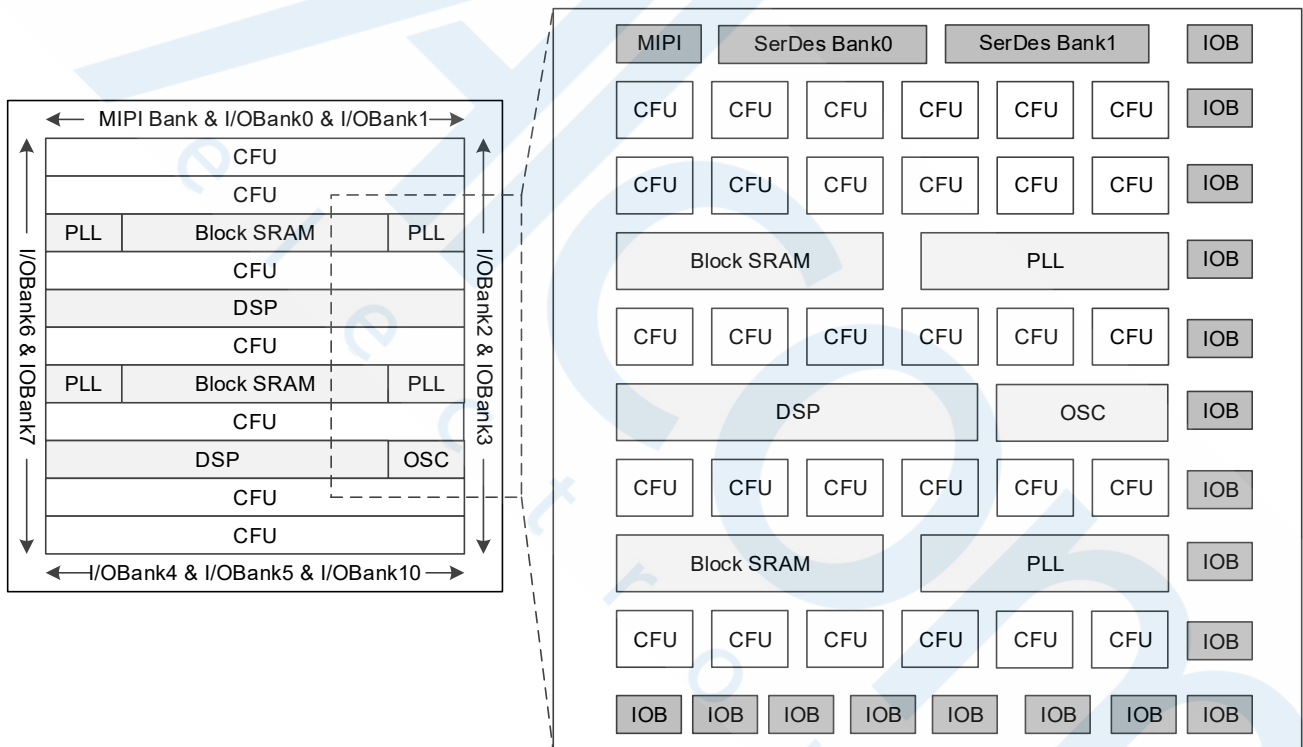 MIPI Bank & I/OBank0 & I/OBank1
CFU
CFU
PLL Block SRAM PLL
CFU
DSP
CFU
PLL Block SRAM PLL
CFU
DSP OSC
CFU
CFU
I/OBank4 & I/OBank5 & I/OBank10
I/OBank6 & IOBank7
I/OBank2 & IOBank3
MIPI SerDes Bank0 SerDes Bank1 IOB
CFU CFU CFU CFU CFU CFU IOB
CFU CFU CFU CFU CFU CFU IOB
Block SRAM PLL IOB
CFU CFU CFU CFU CFU CFU IOB
DSP OSC IOB
CFU CFU CFU CFU CFU CFU IOB
Block SRAM PLL IOB
CFU CFU CFU CFU CFU CFU IOB
IOB IOB IOB IOB IOB IOB IOB IOB